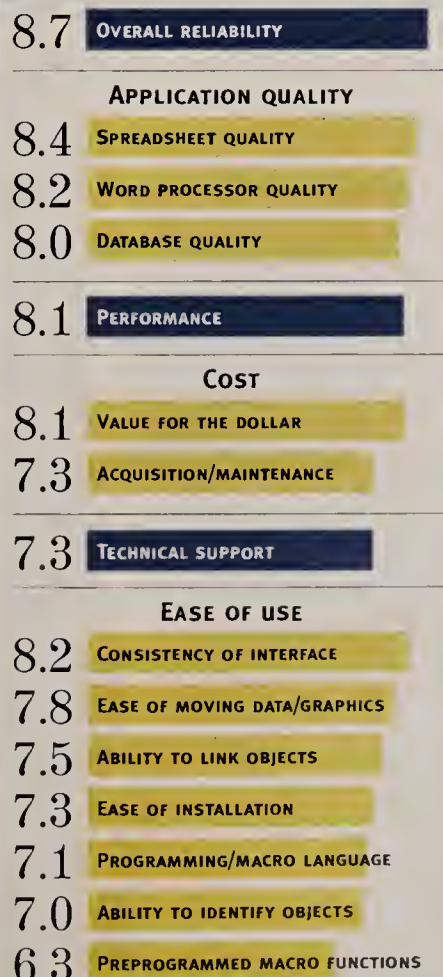 8.7 OVERALL RELIABILITY
APPLICATION QUALITY
8.4 SPREADSHEET QUALITY
8.2 WORD PROCESSOR QUALITY
8.0 DATABASE QUALITY
8.1 PERFORMANCE
COST
8.1 VALUE FOR THE DOLLAR
7.3 ACQUISITION/MAINTENANCE
7.3 TECHNICAL SUPPORT
EASE OF USE
8.2 CONSISTENCY OF INTERFACE
7.8 EASE OF MOVING DATA/GRAPHICS
7.5 ABILITY TO LINK OBJECTS
7.3 EASE OF INSTALLATION
7.1 PROGRAMMING/MACRO LANGUAGE
7.0 ABILITY TO IDENTIFY OBJECTS
6.3 PREPROGRAMMED MACRO FUNCTIONS